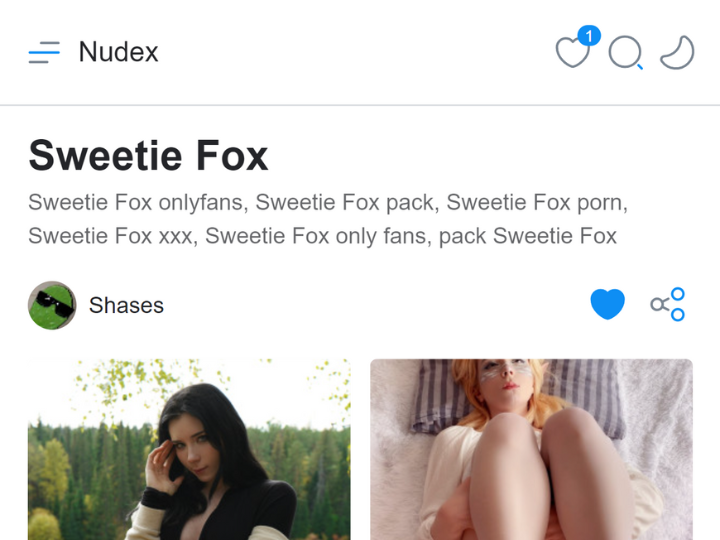 Nudex
1
Sweetie Fox
Sweetie Fox onlyfans, Sweetie Fox pack, Sweetie Fox porn,
Sweetie Fox xxx, Sweetie Fox only fans, pack Sweetie Fox
Shases